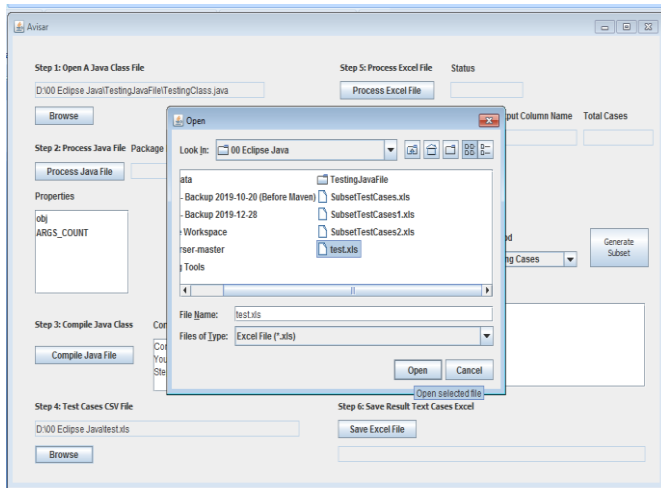 Aviser
Step 1: Open A Java Class File
D:\00 Eclipse Java\TestingJavaFile\TestingClass.java
Browse
Step 2: Process Java File Package
Process Java File
Properties
obj
ARGS_COUNT
Step 3: Compile Java Class
Compile Java File
You
Step 4: Test Cases CSV File
D:\00 Eclipse Java\test.xls
Browse
Step 5: Process Excel File Status
Process Excel File
Column Name Total Cases
Cases
Generate
Subset
Step 6: Save Result Text Cases Excel
Save Excel File
Open
Look In: 00 Eclipse Java
- Backup 2019-10-20 (Before Maven)
- Backup 2019-12-28
Workspace
-master
Tools
TestingJavaFile
SubsetTestCases.xls
SubsetTestCases1.xls
SubsetTestCases2.xls
test.xls
File Name: test.xls
Files of Type: Excel File (*.xls)
Open Cancel
Open selected file